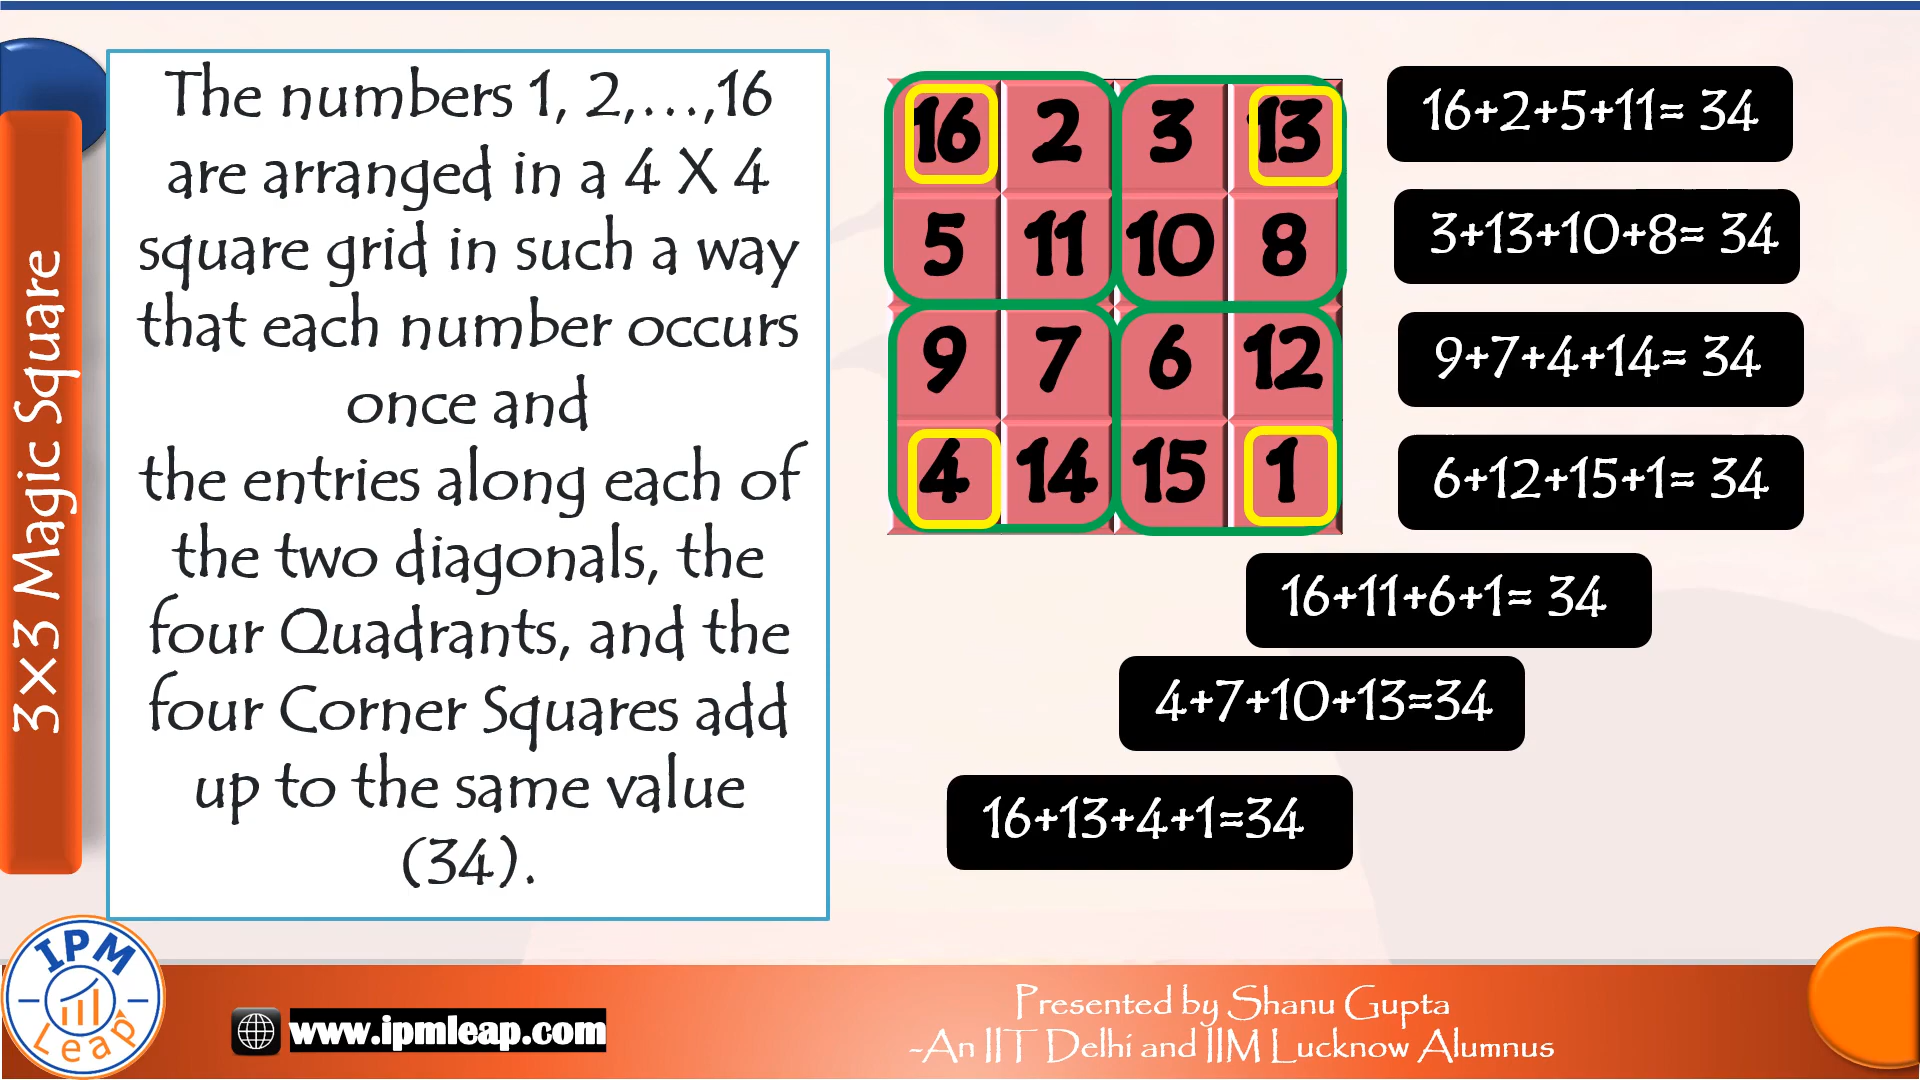 3×3 Magic Square
The numbers 1, 2,...,16
are arranged in a 4 X 4
square grid in such a way
that each number occurs
once and
the entries along each of
the two diagonals, the
four Quadrants, and the
four Corner Squares add
up to the same value
(34).
16 2 3 13
5 11 10 8
9 7 6 12
4 14 15 1
16+2+5+11= 34
3+13+10+8= 34
9+7+4+14= 34
6+12+15+1= 34
16+11+6+1= 34
4+7+10+13=34
16+13+4+1=34
IPM
Leap
www.ipmleap.com
Presented by Shanu Gupta
-An IIT Delhi and IIM Lucknow Alumnus